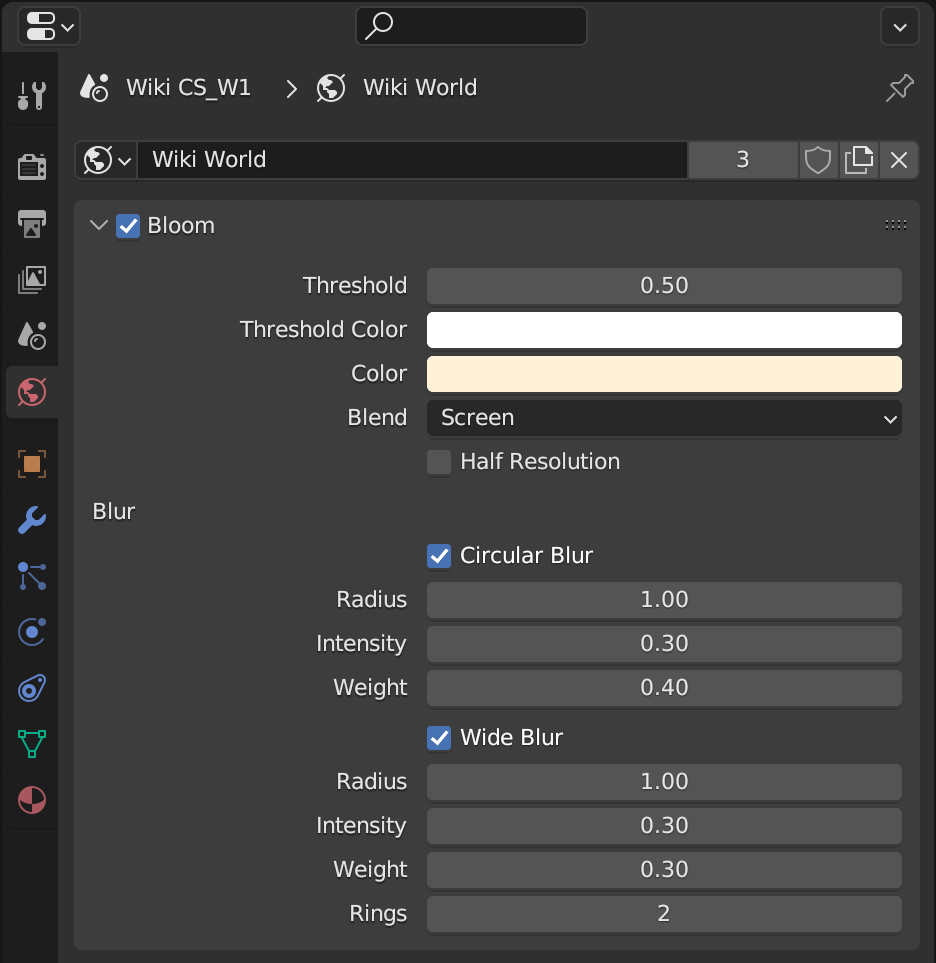 Wiki CS_W1 Wiki World
Wiki World 3
Bloom
Threshold 0.50
Threshold Color
Color
Blend Screen
Half Resolution
Blur
Circular Blur
Radius 1.00
Intensity 0.30
Weight 0.40
Wide Blur
Radius 1.00
Intensity 0.30
Weight 0.30
Rings 2